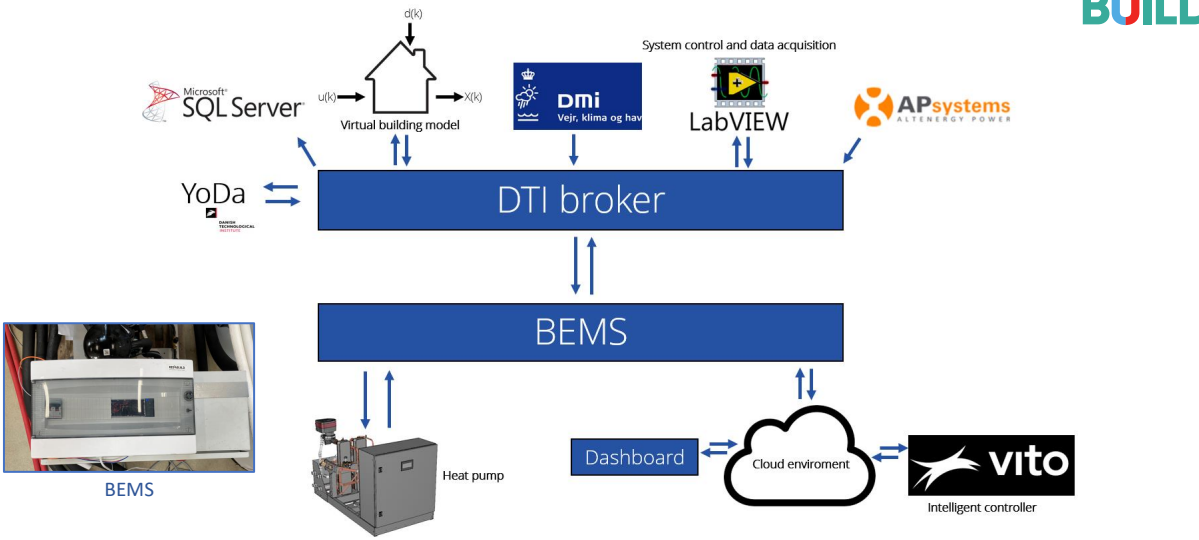 BUILD
d(k)
System control and data acquisition
Microsoft®
SQL Server®
u(k)
X(k)
Virtual building model
DMi
Vejr, klima og hav
LabVIEW
APsystems
ALTENERGY POWER
YoDa
DANISH
TECHNOLOGICAL
INSTITUTE
DTI broker
BEMS
Heat pump
Dashboard
Cloud enviroment
vito
Intelligent controller
BEMS